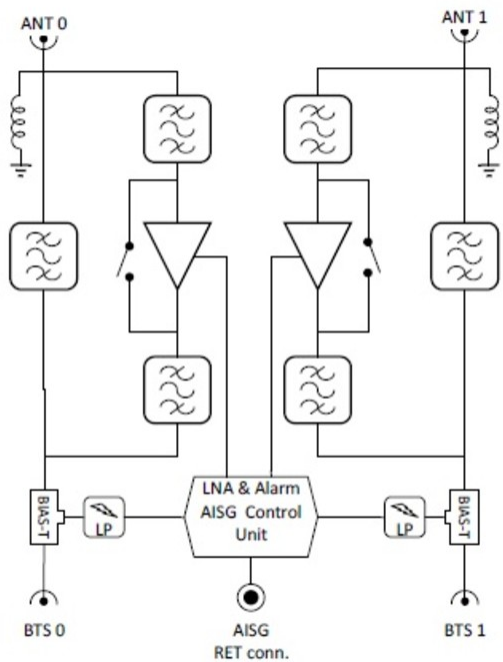 ANT 0
ANT 1
LNA & Alarm
AISG Control
Unit
BIAS-T
LP
LP
BIAS-T
BTS 0
AISG
RET conn.
BTS 1